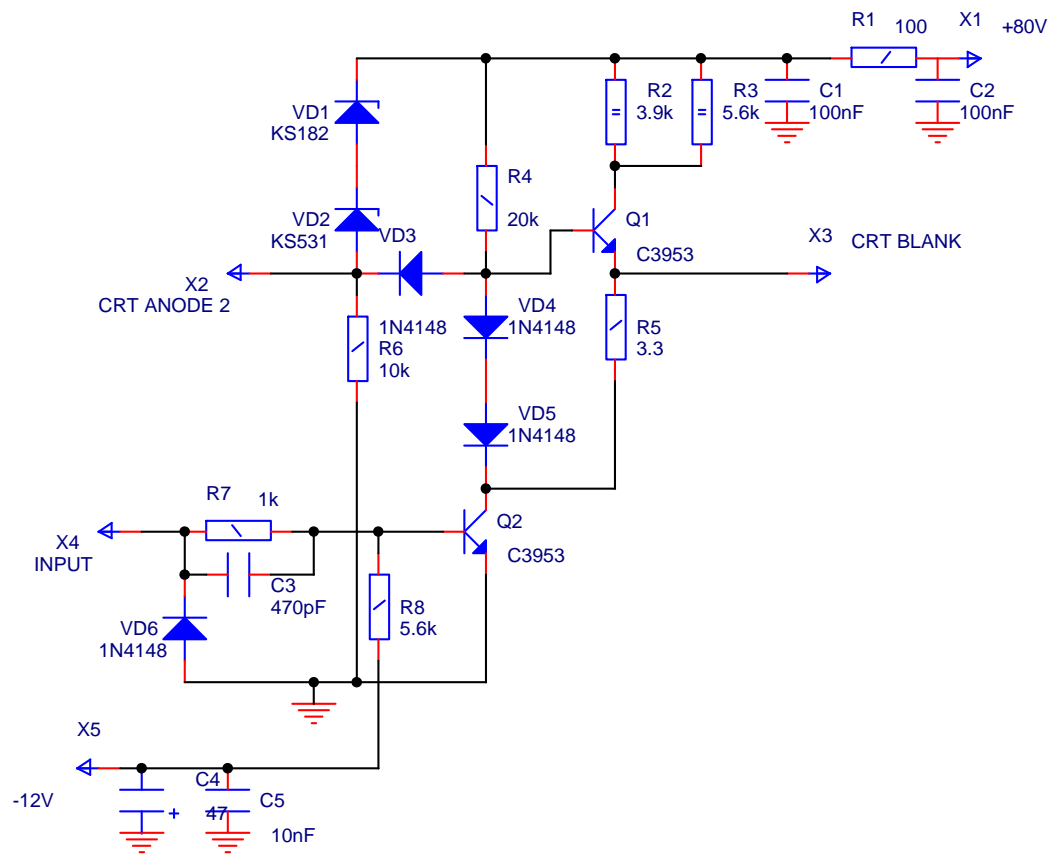 R1 100 X1 +80V
VD1
KS182
R2
3.9k
R3
5.6k
C1
100nF
C2
100nF
R4
20k
VD2
KS531
VD3
Q1
C3953
X3 CRT BLANK
X2
CRT ANODE 2
1N4148
R6
10k
VD4
1N4148
R5
3.3
VD5
1N4148
R7 1k
X4
INPUT
Q2
C3953
C3
470pF
R8
5.6k
VD6
1N4148
X5
-12V
C4
+ 47
C5
10nF